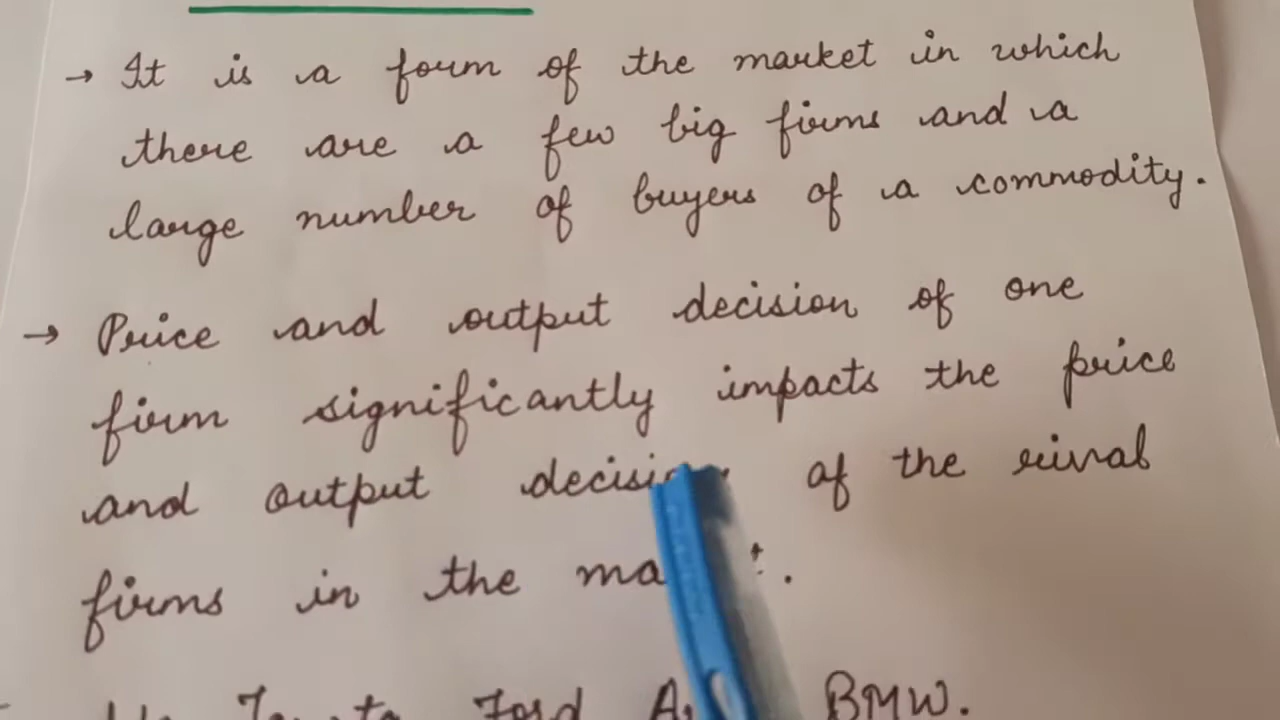 → It is a form of the market in which
there are a few big firms and a
large number of buyers of a commodity.
→ Price and output decision of one
firm significantly impacts the price
and output of the rival
firms in the
Ford BMW.